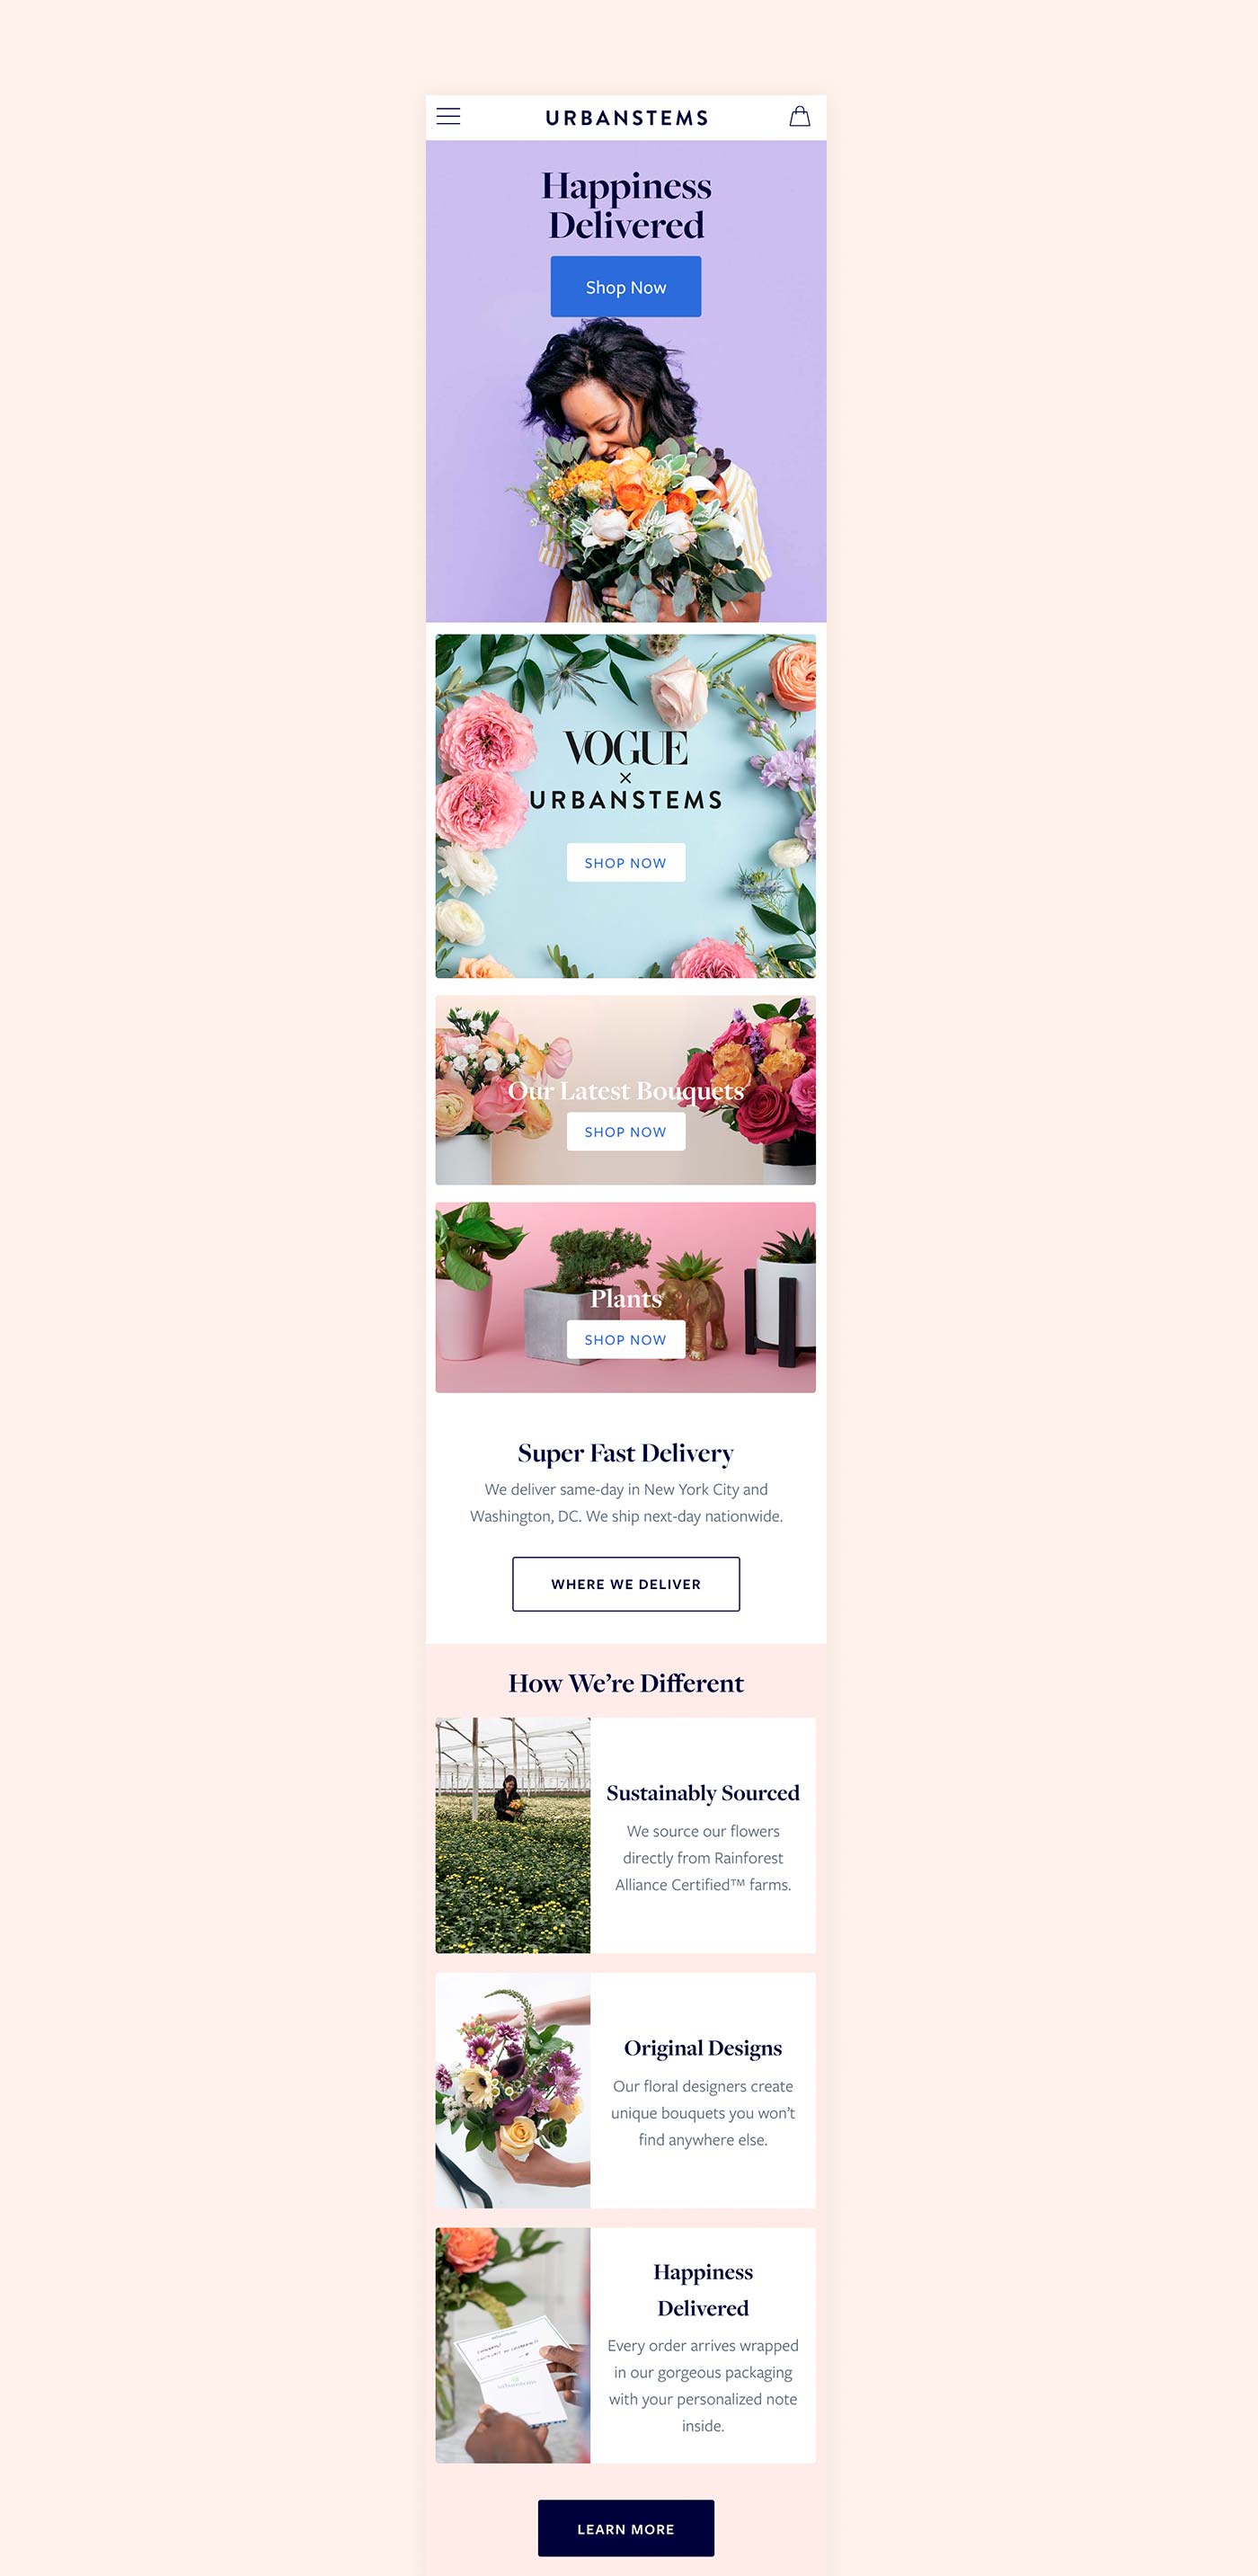 URBANSTEMS
Happiness
Delivered
Shop Now
VOGUE
×
URBANSTEMS
SHOP NOW
Our Latest Bouquets
SHOP NOW
Plants
SHOP NOW
Super Fast Delivery
We deliver same-day in New York City and
Washington, DC. We ship next-day nationwide.
WHERE WE DELIVER
How We’re Different
Sustainably Sourced
We source our flowers
directly from Rainforest
Alliance Certified™ farms.
Original Designs
Our floral designers create
unique bouquets you won’t
find anywhere else.
Happiness
Delivered
Every order arrives wrapped
in our gorgeous packaging
with your personalized note
inside.
urbanstems
LEARN MORE